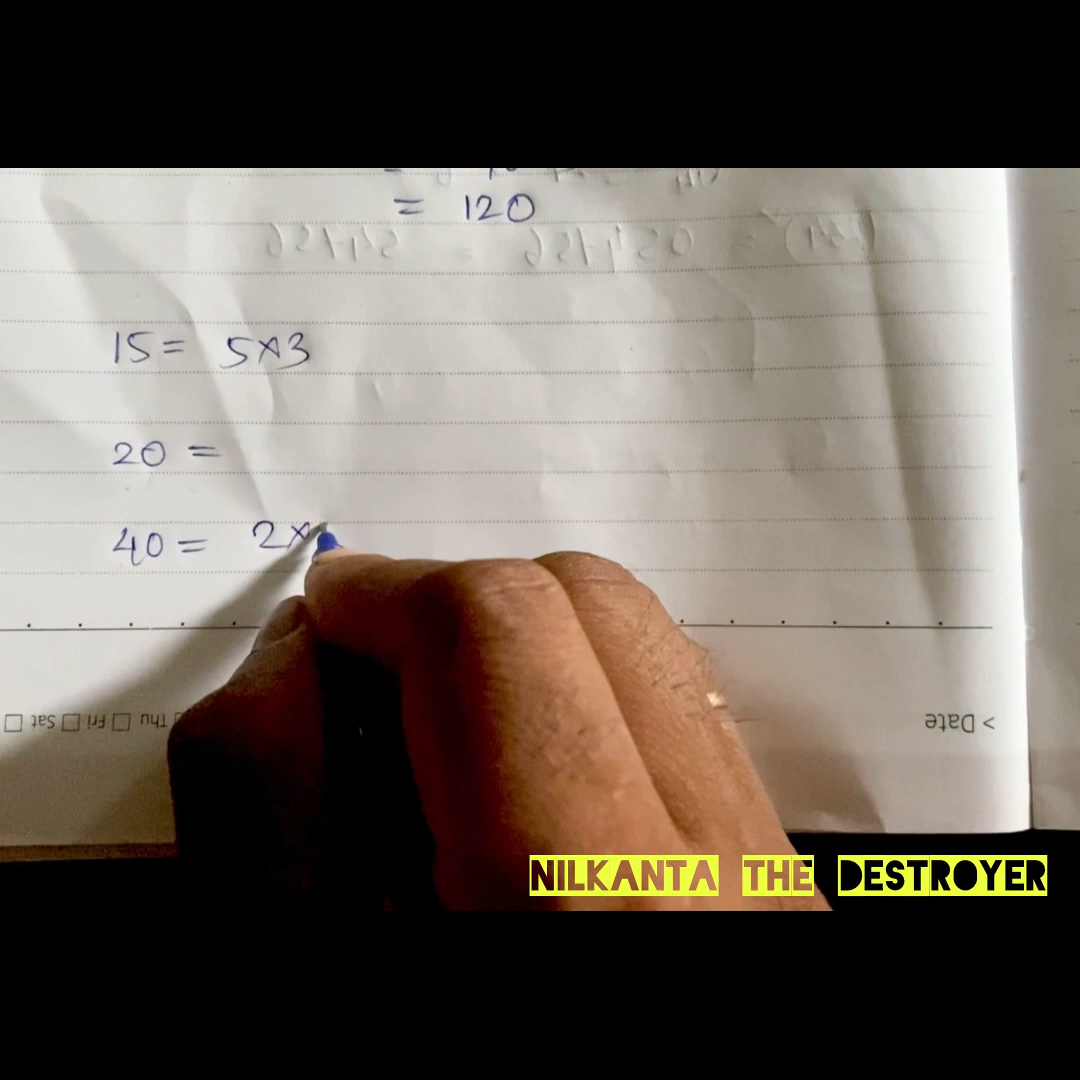 = 120
15 = 5×3
20 =
40 = 2×
Thu Fri Sat
> Date
NILKANTA THE DESTROYER